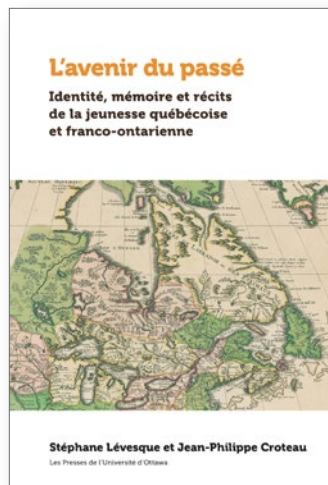 L'avenir du passé
Identité, mémoire et récits
de la jeunesse québécoise
et franco-ontarienne
Stéphane Lévesque et Jean-Philippe Croteau
Les Presses de l'Université d'Ottawa